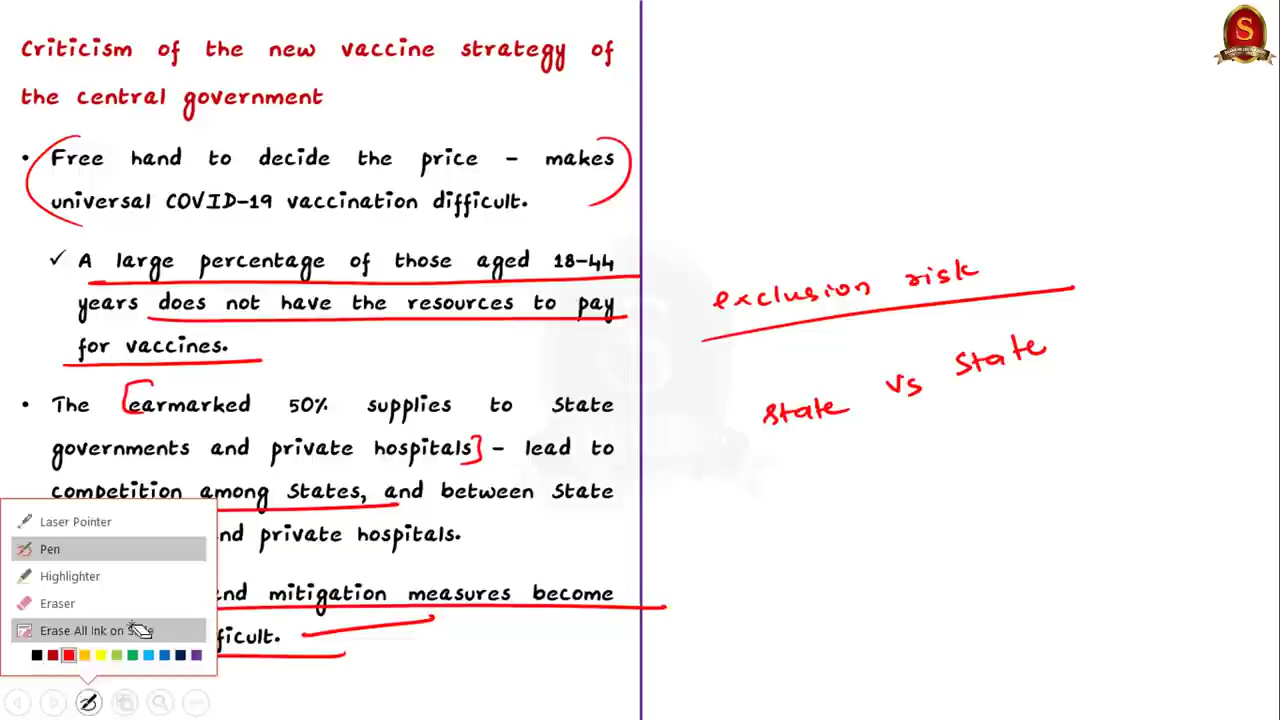 Criticism of the new vaccine strategy of
the central government
• Free hand to decide the price – makes
universal COVID-19 vaccination difficult.
✓ A large percentage of those aged 18-44
years does not have the resources to pay
for vaccines.
• The earmarked 50% supplies to State
governments and private hospitals – lead to
competition among States, and between State
nd private hospitals.
nd mitigation measures become
ficult.
exclusion risk
state vs state
Laser Pointer
Pen
Highlighter
Eraser
Erase All Ink on
S